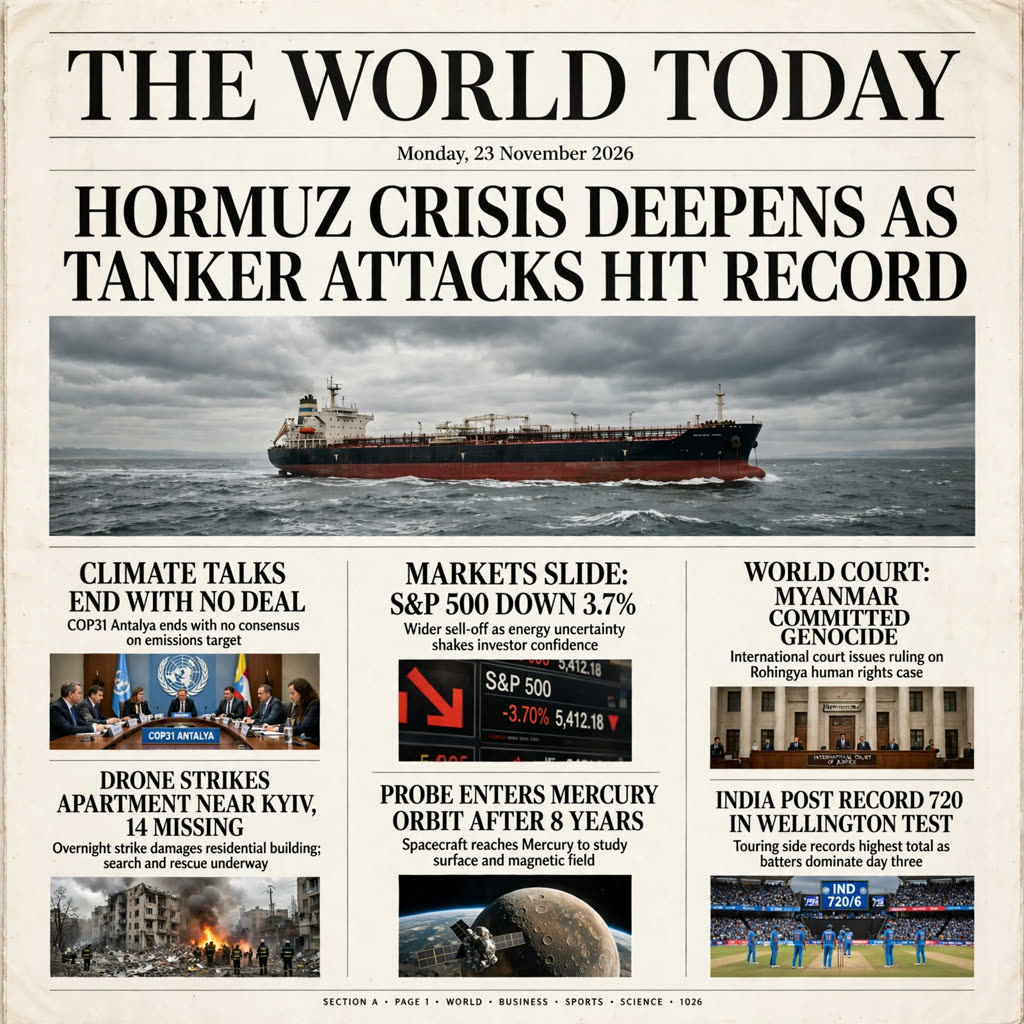 THE WORLD TODAY
Monday, 23 November 2026
HORMUZ CRISIS DEEPENS AS
TANKER ATTACKS HIT RECORD
CLIMATE TALKS
END WITH NO DEAL
COP31 Antalya ends with no consensus
on emissions target
COP31 ANTALYA
DRONE STRIKES
APARTMENT NEAR KYIV,
14 MISSING
Overnight strike damages residential building;
search and rescue underway
MARKETS SLIDE:
S&P 500 DOWN 3.7%
Wider sell-off as energy uncertainty
shakes investor confidence
5,412.18
S&P 500
-3.70% 5,412.18
PROBE ENTERS MERCURY
ORBIT AFTER 8 YEARS
Spacecraft reaches Mercury to study
surface and magnetic field
WORLD COURT:
MYANMAR
COMMITTED
GENOCIDE
International court issues ruling on
Rohingya human rights case
INTERNATIONAL COURT
OF JUSTICE
INDIA POST RECORD 720
IN WELLINGTON TEST
Touring side records highest total as
batters dominate day three
IND
720/6
SECTION A • PAGE 1 • WORLD • BUSINESS • SPORTS • SCIENCE • 1026